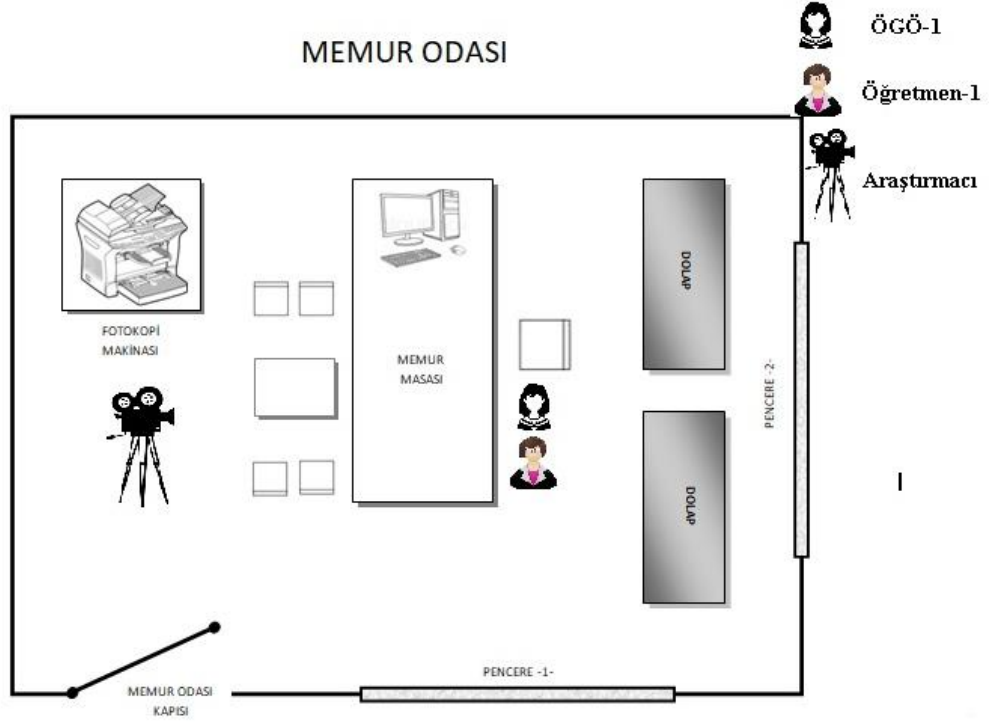 MEMUR ODASI
ÖGÖ-1
Öğretmen-1
Araştırmacı
FOTOKOPİ
MAKİNASI
MEMUR
MASASI
DOLAP
DOLAP
PENCERE -2-
PENCERE -1-
MEMUR ODASI
KAPISI